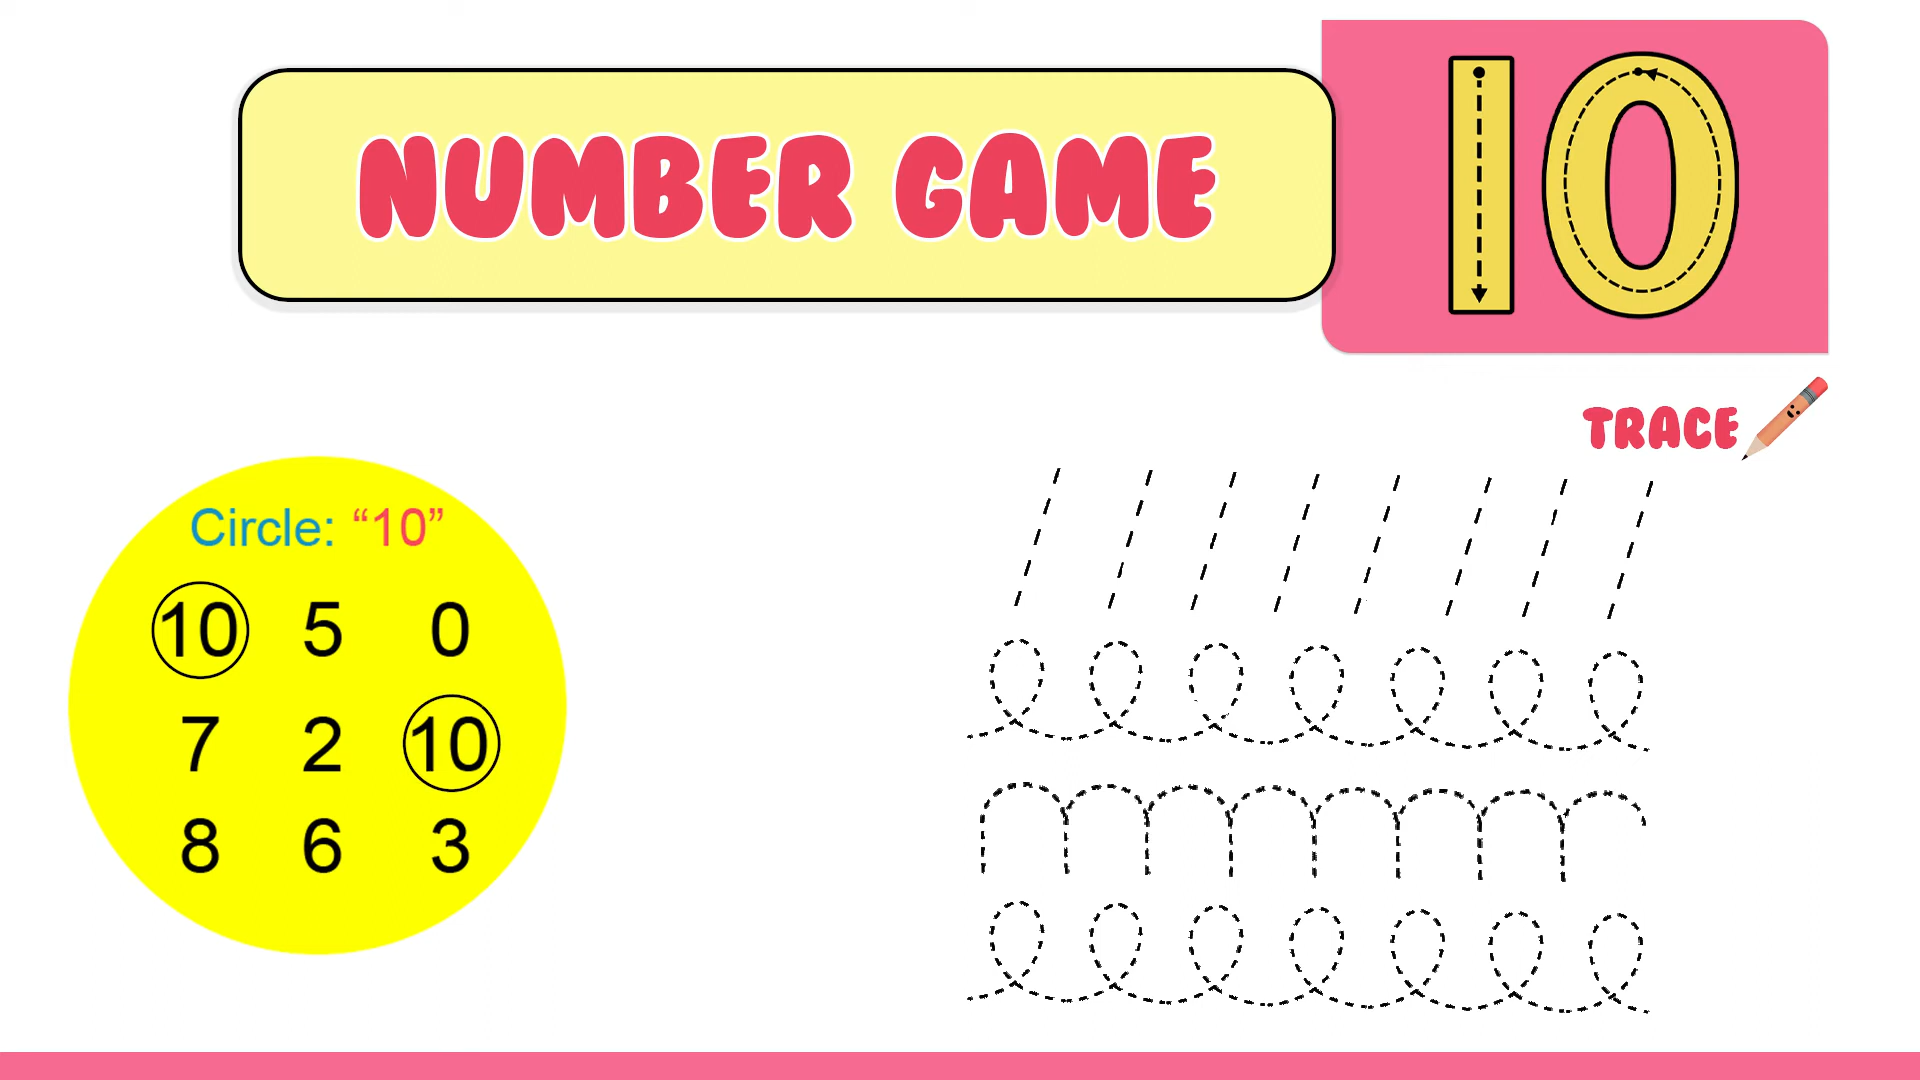 NUMBER GAME
10
TRACE
Circle: “10”
10 5 0
7 2 10
8 6 3